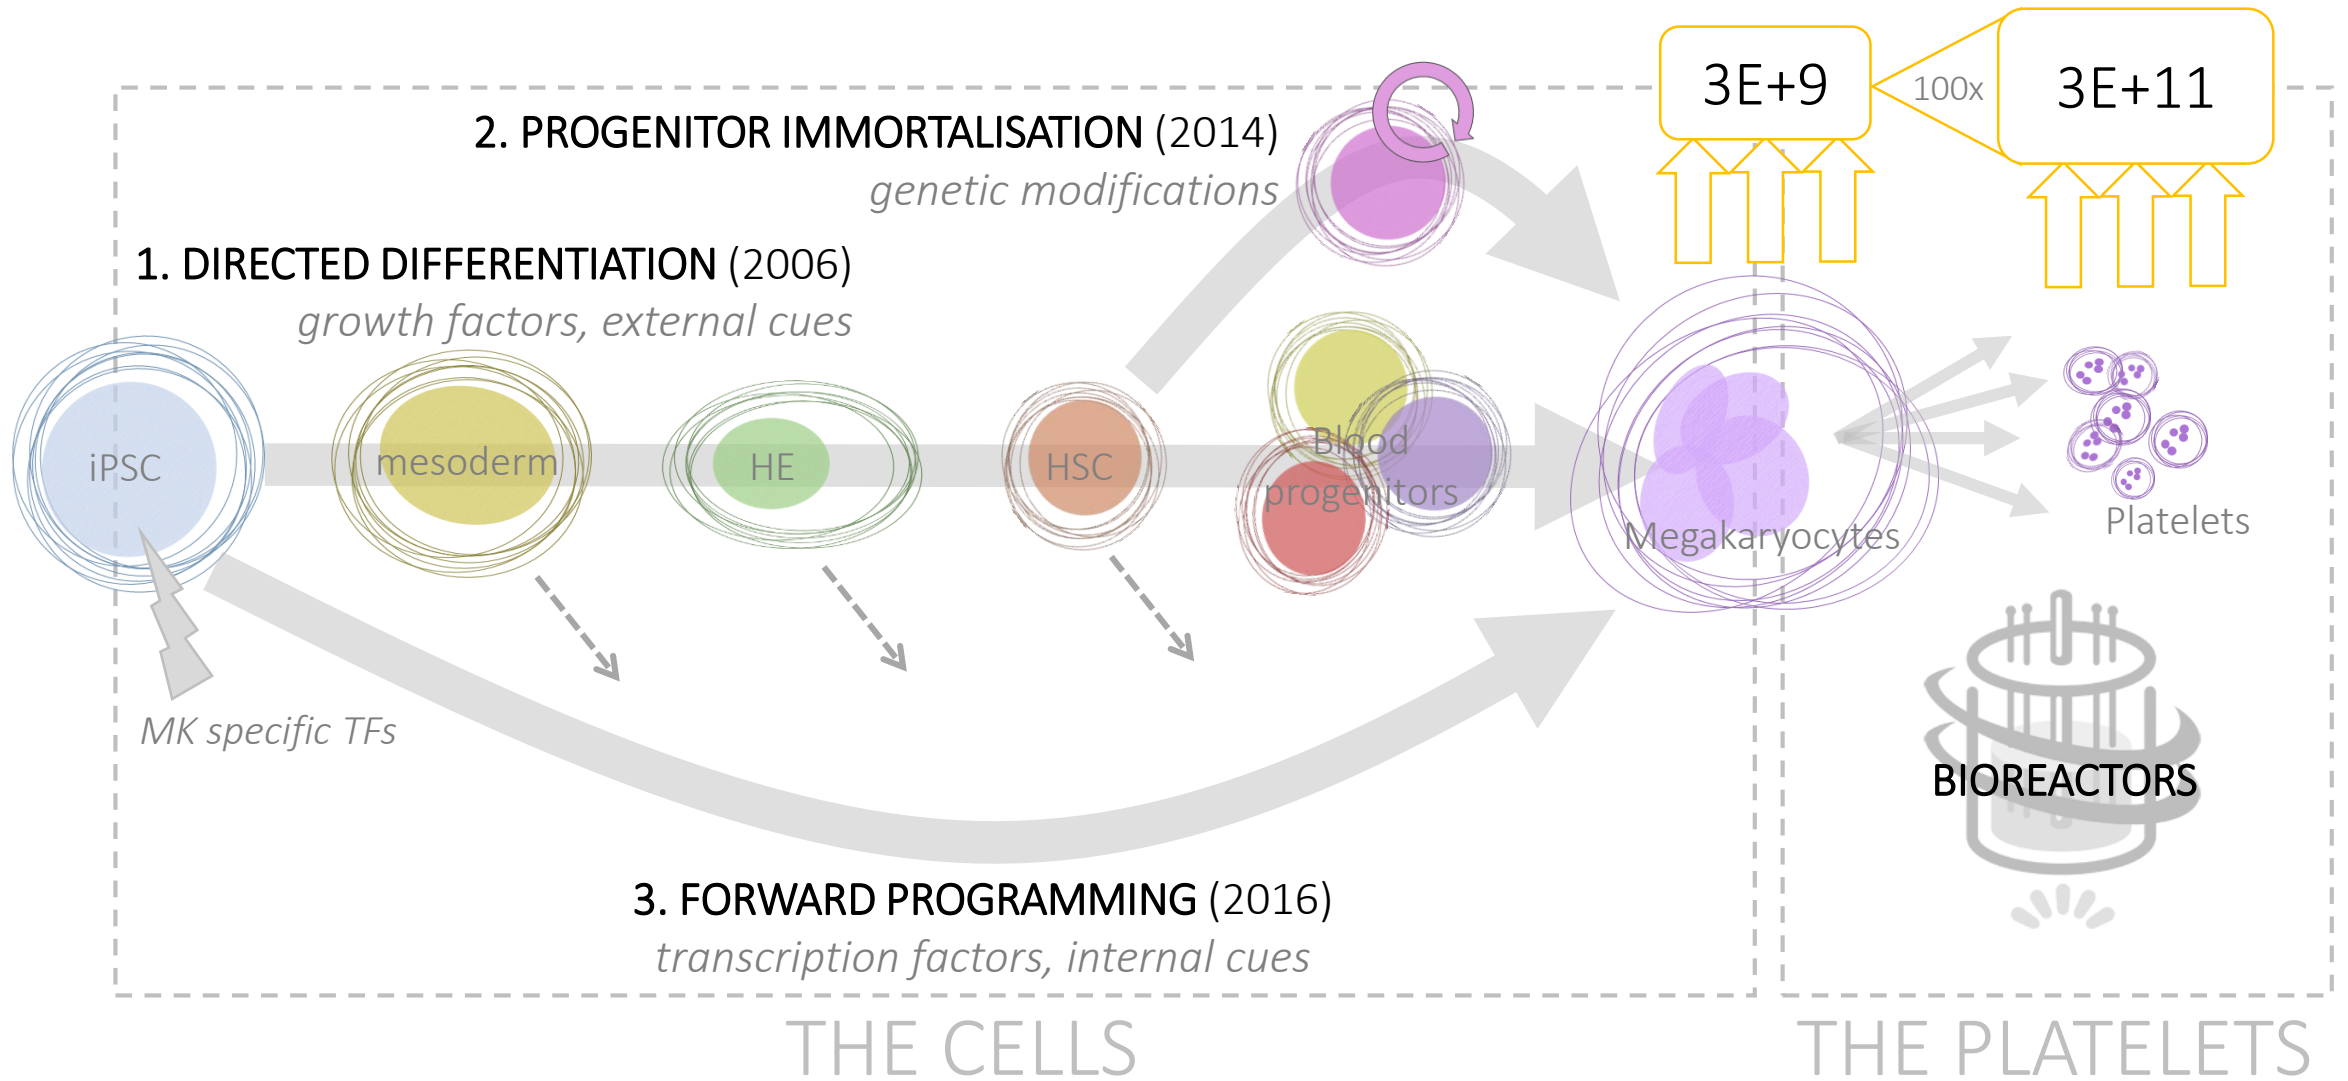 3E+9
100x
3E+11
2. PROGENITOR IMMORTALISATION (2014)
genetic modifications
1. DIRECTED DIFFERENTIATION (2006)
growth factors, external cues
iPSC
mesoderm
HE
HSC
Blood
progenitors
Megakaryocytes
Platelets
MK specific TFs
BIOREACTORS
3. FORWARD PROGRAMMING (2016)
transcription factors, internal cues
THE CELLS
THE PLATELETS